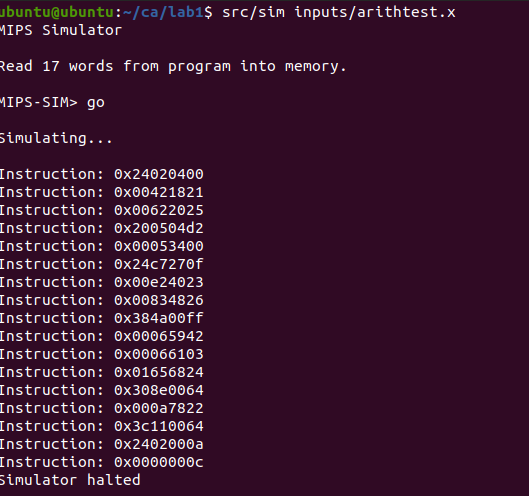 ubuntu@ubuntu:~/ca/lab1$ src/sim inputs/arithtest.x
MIPS Simulator
Read 17 words from program into memory.
MIPS-SIM> go
Simulating...
Instruction: 0x24020400
Instruction: 0x00421821
Instruction: 0x00622025
Instruction: 0x200504d2
Instruction: 0x00053400
Instruction: 0x24c7270f
Instruction: 0x00e24023
Instruction: 0x00834826
Instruction: 0x384a00ff
Instruction: 0x00065942
Instruction: 0x00066103
Instruction: 0x01656824
Instruction: 0x308e0064
Instruction: 0x000a7822
Instruction: 0x3c110064
Instruction: 0x2402000a
Instruction: 0x0000000c
Simulator halted